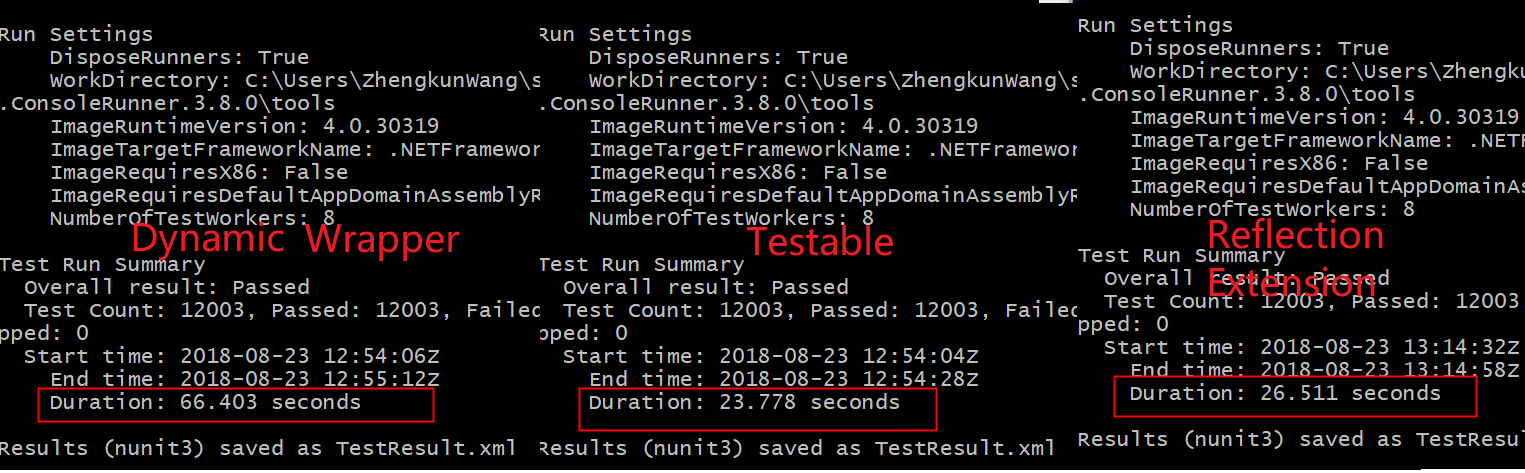 Run Settings
DisposeRunners: True
WorkDirectory: C:\Users\ZhengkunWang\s
.ConsoleRunner.3.8.0\tools
ImageRuntimeVersion: 4.0.30319
ImageTargetFrameworkName: .NETFramewor
ImageRequiresX86: False
ImageRequiresDefaultAppDomainAssemblyR
NumberOfTestWorkers: 8
Dynamic Wrapper
Test Run Summary
Overall result: Passed
Test Count: 12003, Passed: 12003, Failed
pped: 0
Start time: 2018-08-23 12:54:06Z
End time: 2018-08-23 12:55:12Z
Duration: 66.403 seconds
Results (nunit3) saved as TestResult.xml
Run Settings
DisposeRunners: True
WorkDirectory: C:\Users\ZhengkunWang\s
.ConsoleRunner.3.8.0\tools
ImageRuntimeVersion: 4.0.30319
ImageTargetFrameworkName: .NETFramewor
ImageRequiresX86: False
ImageRequiresDefaultAppDomainAssemblyR
NumberOfTestWorkers: 8
Testable
Test Run Summary
Overall result: Passed
Test Count: 12003, Passed: 12003, Failed
pped: 0
Start time: 2018-08-23 12:54:04Z
End time: 2018-08-23 12:54:28Z
Duration: 23.778 seconds
Results (nunit3) saved as TestResult.xml
Run Settings
DisposeRunners: True
WorkDirectory: C:\Users\Zhengku
.ConsoleRunner.3.8.0\tools
ImageRuntimeVersion: 4.0.30319
ImageTargetFrameworkName: .NETF
ImageRequiresX86: False
ImageRequiresDefaultAppDomainAs
NumberOfTestWorkers: 8
Reflection
Extension
Test Run Summary
Overall result: Passed
Test Count: 12003, Passed: 12003
pped: 0
Start time: 2018-08-23 13:14:32Z
End time: 2018-08-23 13:14:58Z
Duration: 26.511 seconds
Results (nunit3) saved as TestResul